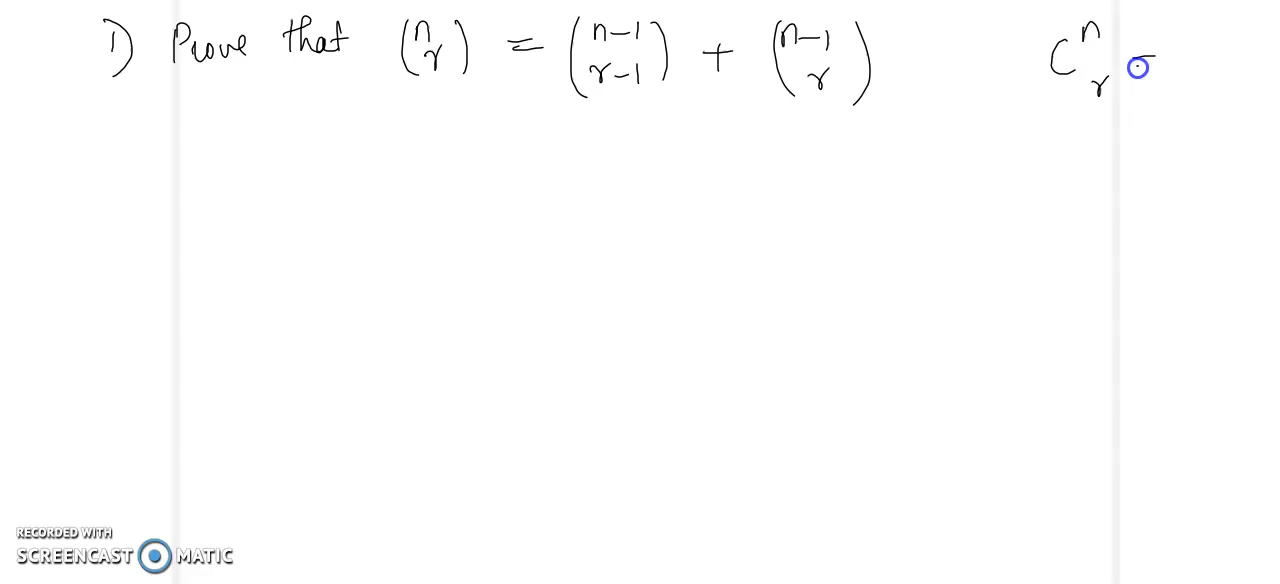 1) Prove that (n r) = (n-1 r-1) + (n-1 r) C n r =
RECORDED WITH
SCREENCAST MATIC